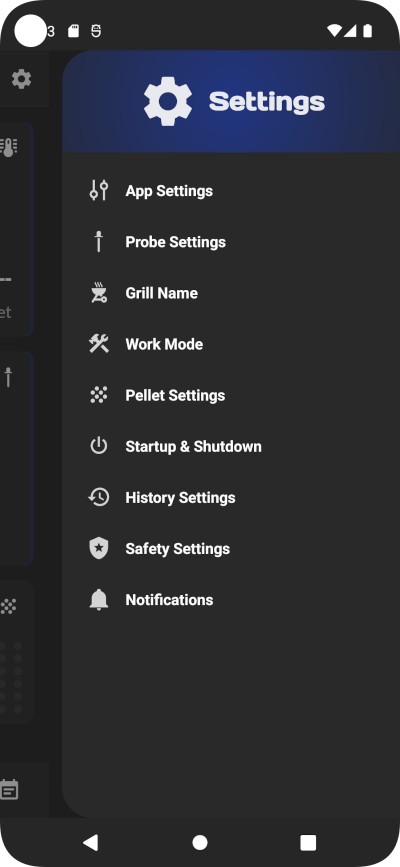 3
Settings
App Settings
Probe Settings
Grill Name
Work Mode
Pellet Settings
Startup & Shutdown
History Settings
Safety Settings
Notifications
--
et